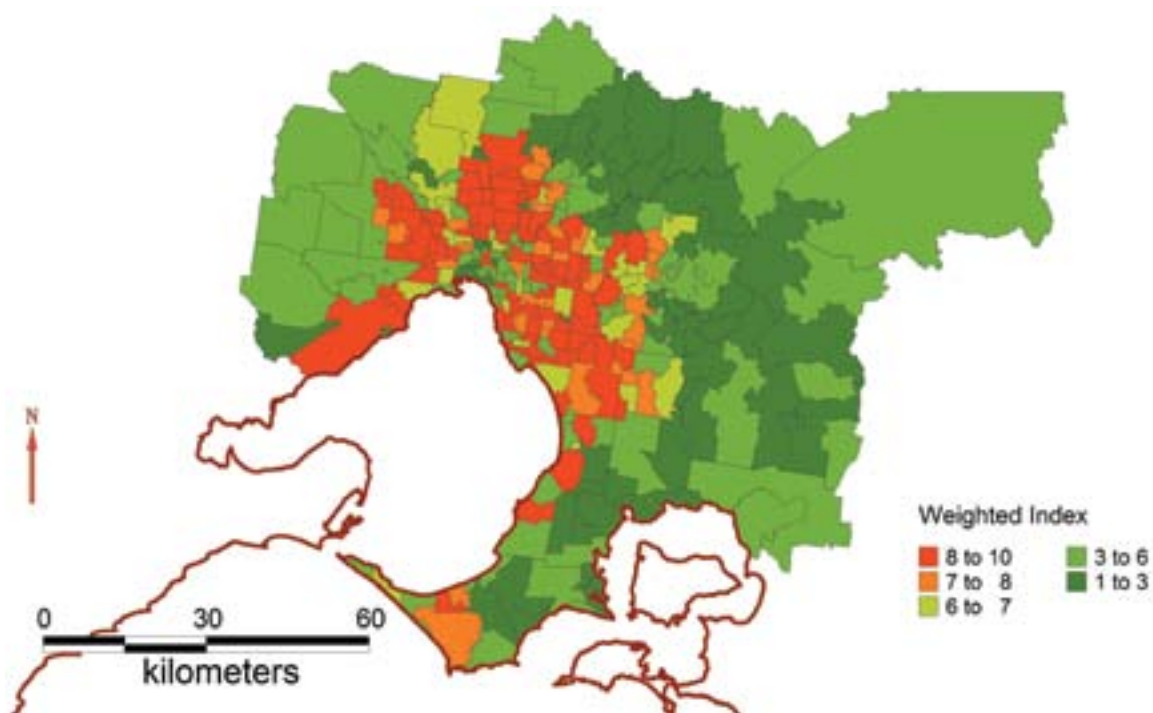 N
Weighted Index
8 to 10
7 to 8
6 to 7
3 to 6
1 to 3
0 30 60
kilometers